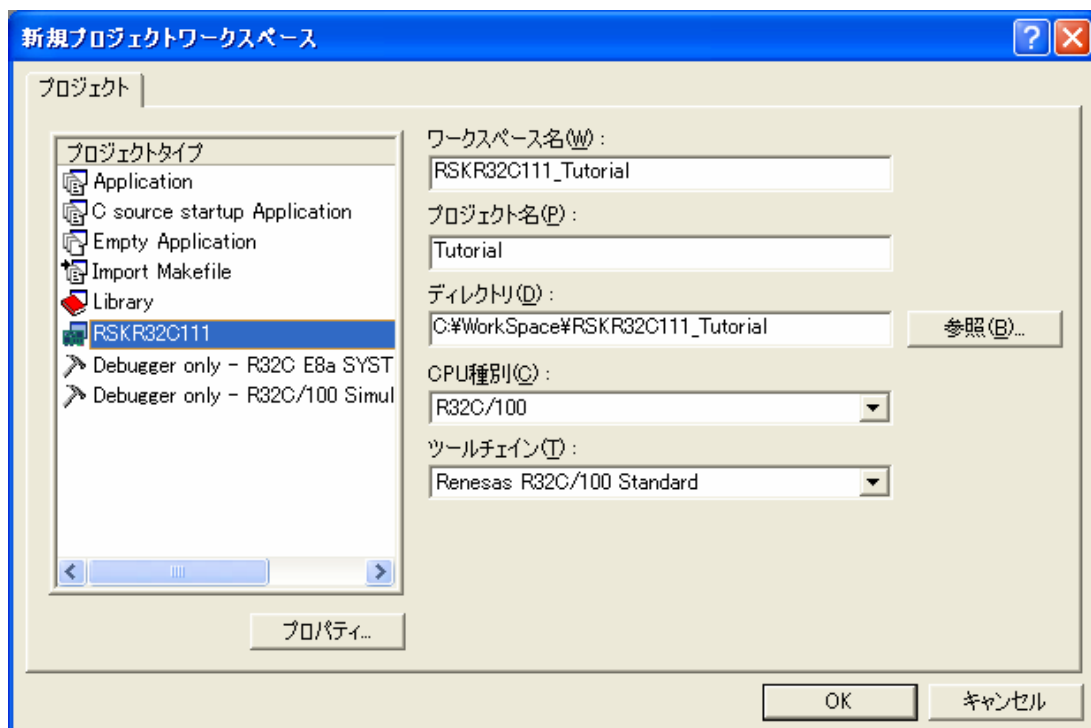 新規プロジェクトワークスペース
プロジェクト
プロジェクトタイプ
Application
C source startup Application
Empty Application
Import Makefile
Library
RSKR32C111
Debugger only - R32C E8a SYST
Debugger only - R32C/100 Simul
プロパティ...
ワークスペース名(W) :
RSKR32C111_Tutorial
プロジェクト名(P) :
Tutorial
ディレクトリ(D) :
C:¥WorkSpace¥RSKR32C111_Tutorial
参照(B)...
CPU種別(C) :
R32C/100
ツールチェイン(T) :
Renesas R32C/100 Standard
OK
キャンセル